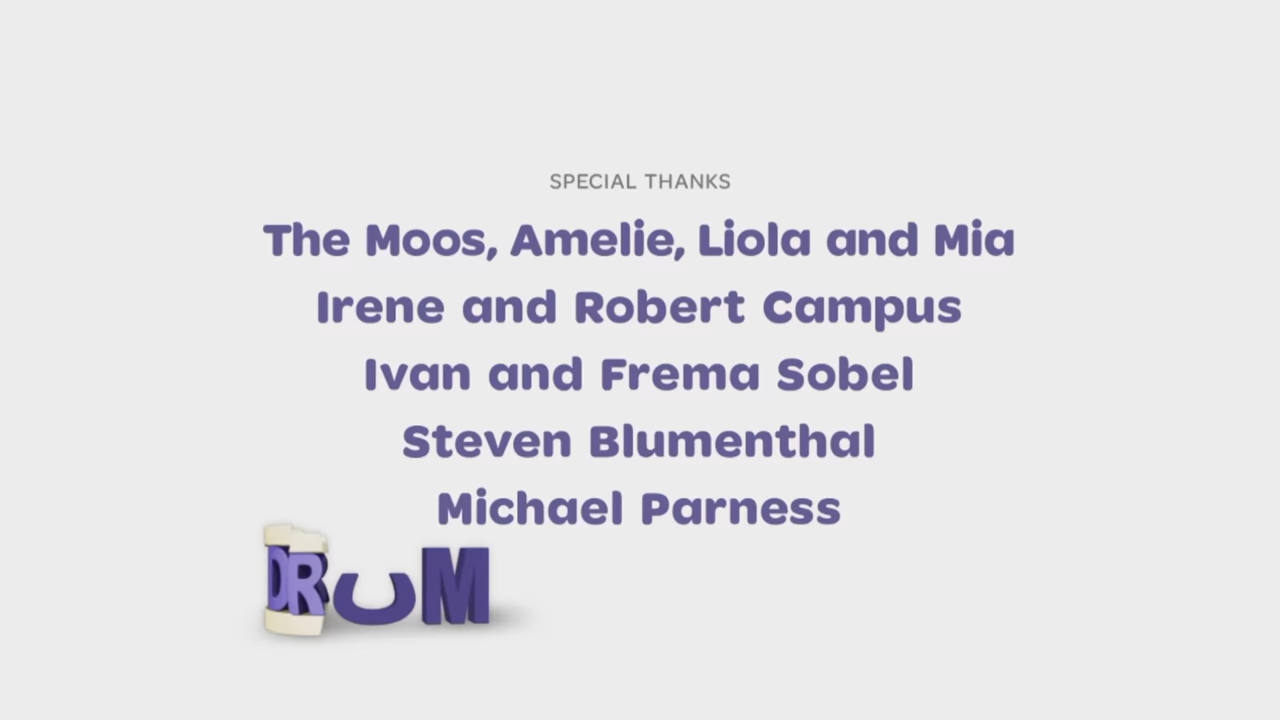 SPECIAL THANKS
The Moos, Amelie, Liola and Mia
Irene and Robert Campus
Ivan and Frema Sobel
Steven Blumenthal
Michael Parness
DRUM